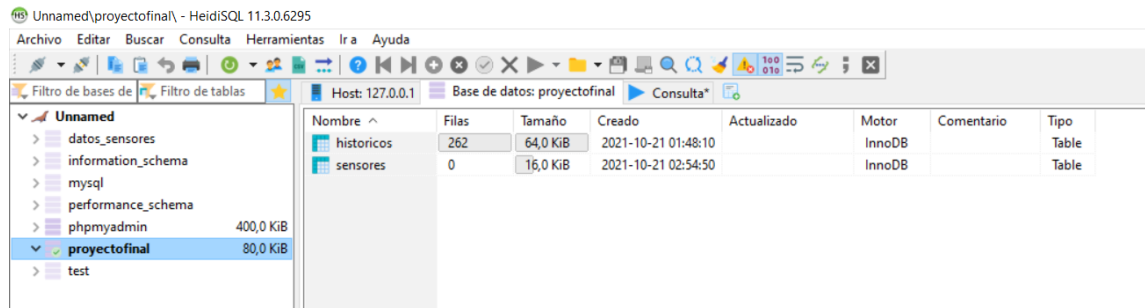 Unnamed\proyectofinal\ - HeidiSQL 11.3.0.6295
Archivo Editar Buscar Consulta Herramientas Ir a Ayuda
Filtro de bases de Filtro de tablas Host: 127.0.0.1 Base de datos: proyectofinal Consulta*
Unnamed
datos_sensores
information_schema
mysql
performance_schema
phpmyadmin 400,0 KiB
proyectofinal 80,0 KiB
test
Nombre Filas Tamaño Creado Actualizado Motor Comentario Tipo
historicos 262 64,0 KiB 2021-10-21 01:48:10 InnoDB Table
sensores 0 16,0 KiB 2021-10-21 02:54:50 InnoDB Table